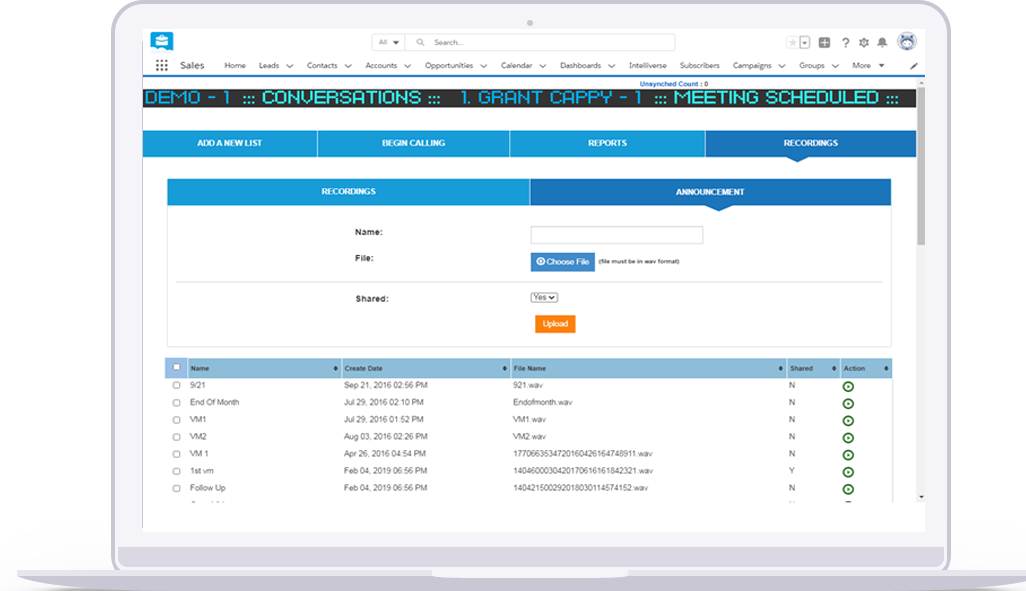 All Search...
Sales Home Leads Contacts Accounts Opportunities Calendar Dashboards Intelliverse Subscribers Campaigns Groups More
Unsynched Count : 0
DEMO - 1 ::: CONVERSATIONS ::: 1. GRANT CAPPY - 1 ::: MEETING SCHEDULED :::
ADD A NEW LIST BEGIN CALLING REPORTS RECORDINGS
RECORDINGS ANNOUNCEMENT
Name:
File: Choose File (file must be in wav format)
Shared: Yes
Upload
Name Create Date File Name Shared Action
9/21 Sep 21, 2016 02:56 PM 921.wav N
End Of Month Jul 29, 2016 02:10 PM Endofmonth.wav N
VM1 Jul 29, 2016 01:52 PM VM1.wav N
VM2 Aug 03, 2016 02:26 PM VM2.wav N
VM 1 Apr 26, 2016 04:54 PM 1770663534720160426164748911.wav N
1st vm Feb 04, 2019 06:56 PM 1404600030420170616161842321.wav Y
Follow Up Feb 04, 2019 06:56 PM 140421500292018030114574152.wav N